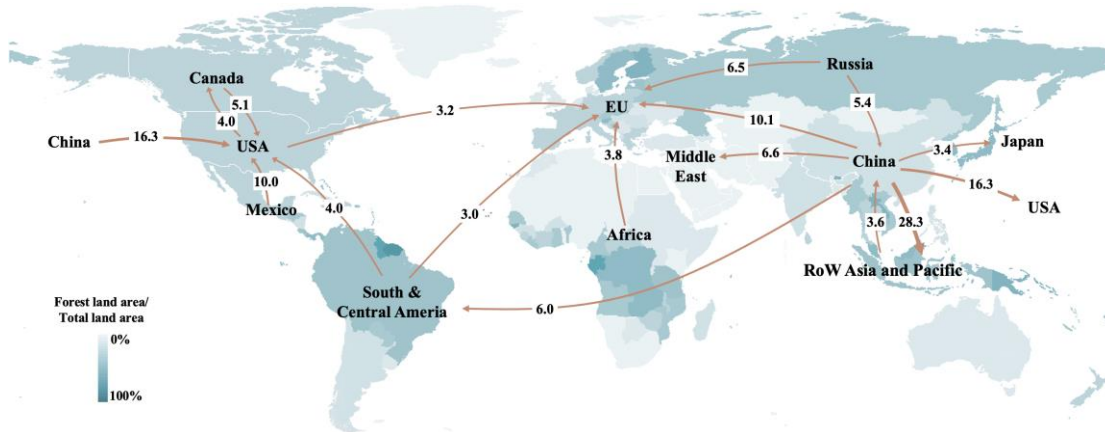 Canada
5.1
4.0
China
16.3
USA
10.0
Mexico
4.0
3.2
3.0
South &
Central Ameria
EU
6.5
Russia
5.4
10.1
3.8
Middle
East
6.6
China
3.4
Japan
16.3
USA
3.6
28.3
Africa
RoW Asia and Pacific
6.0
Forest land area/
Total land area
0%
100%